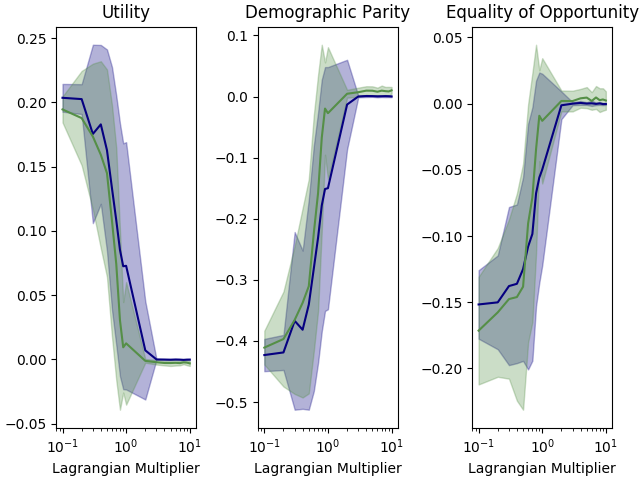 Utility
0.25
0.20
0.15
0.10
0.05
0.00
−0.05
10⁻¹ 10⁰ 10¹
Lagrangian Multiplier
Demographic Parity
0.1
0.0
−0.1
−0.2
−0.3
−0.4
−0.5
10⁻¹ 10⁰ 10¹
Lagrangian Multiplier
Equality of Opportunity
0.05
0.00
−0.05
−0.10
−0.15
−0.20
10⁻¹ 10⁰ 10¹
Lagrangian Multiplier